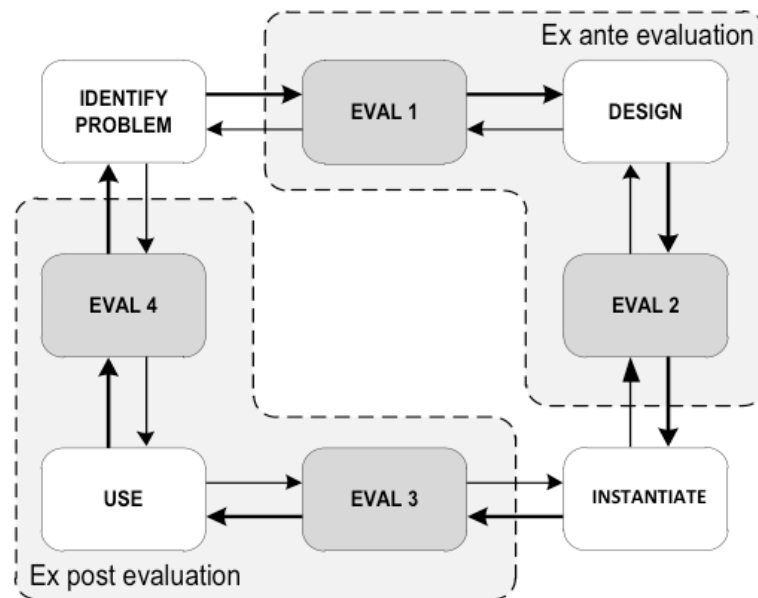 Ex ante evaluation
IDENTIFY
PROBLEM
EVAL 1
DESIGN
EVAL 4
EVAL 2
USE
EVAL 3
INSTANTIATE
Ex post evaluation